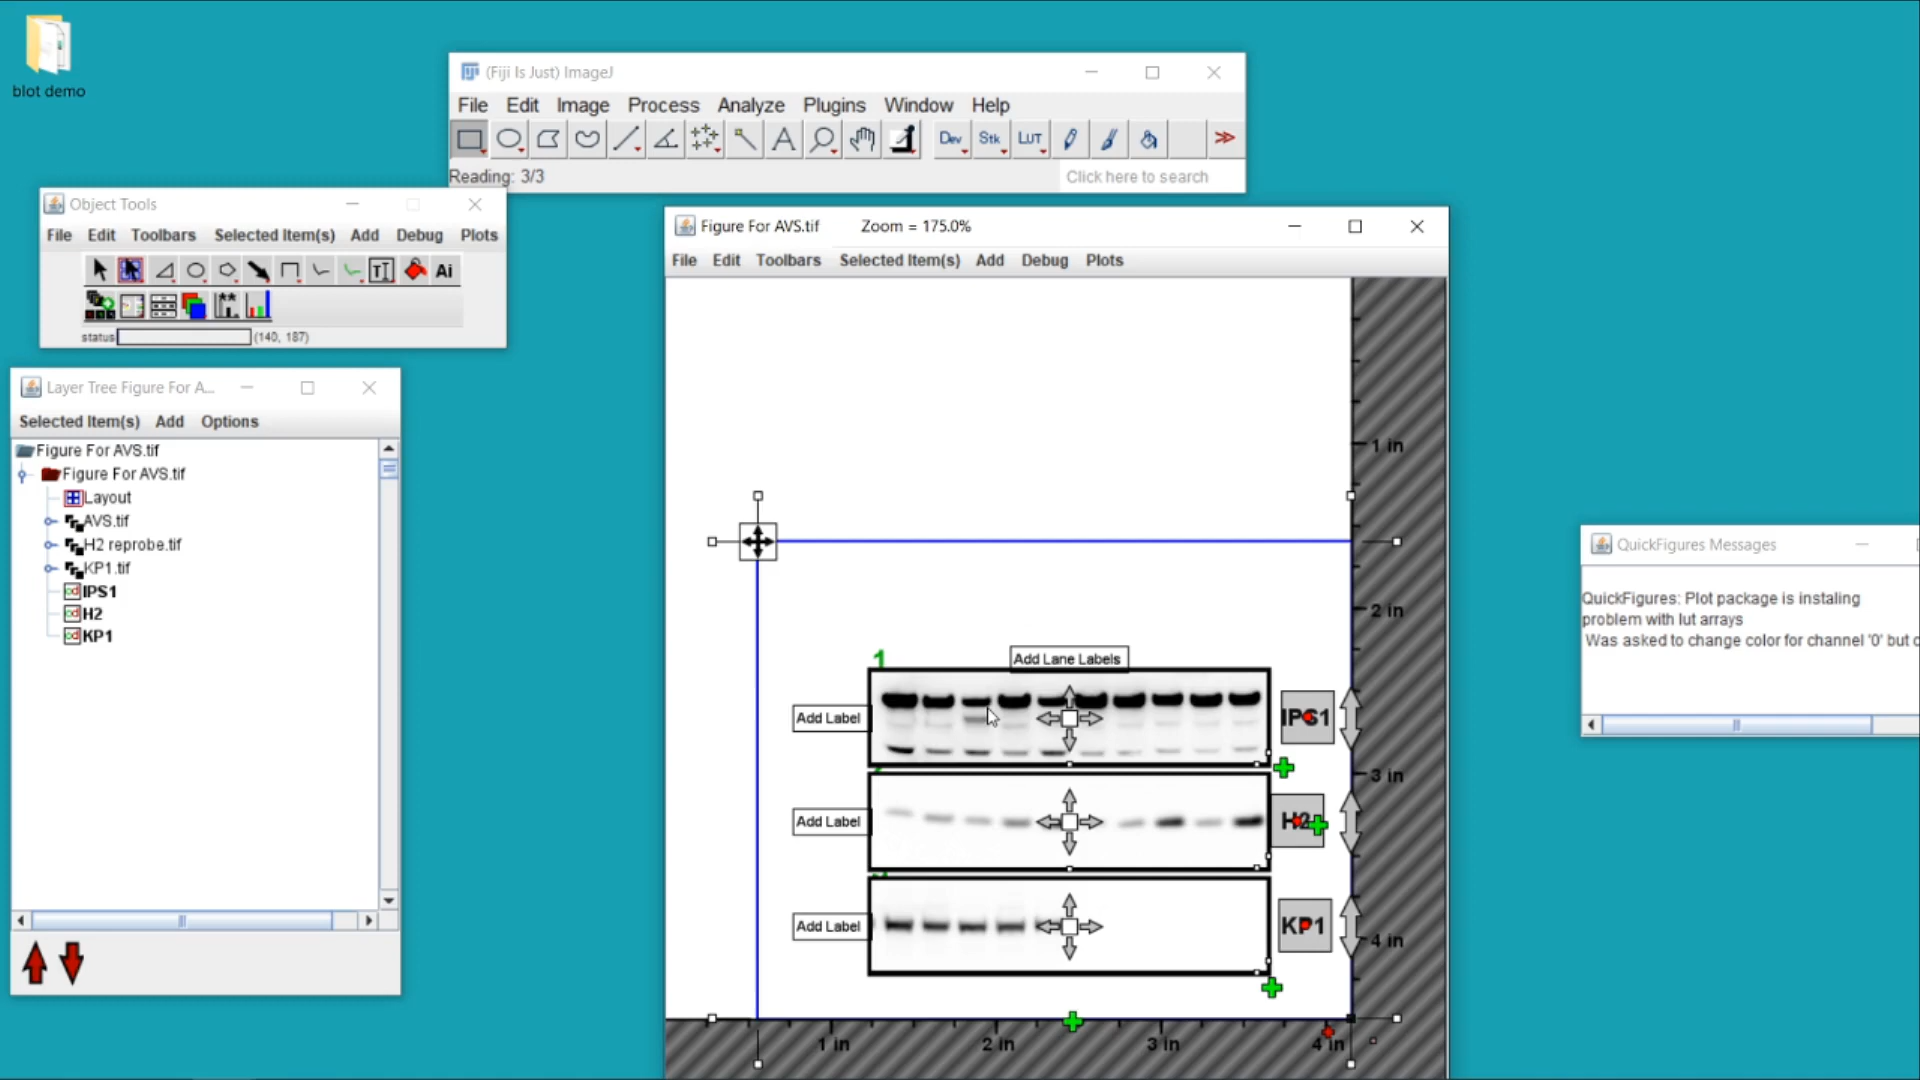 blot demo
(Fiji Is Just) ImageJ
File Edit Image Process Analyze Plugins Window Help
Dev Stk LUT
Reading: 3/3
Click here to search
Object Tools
File Edit Toolbars Selected Item(s) Add Debug Plots
Ai
status (140, 187)
Figure For AVS.tif Zoom = 175.0%
File Edit Toolbars Selected Item(s) Add Debug Plots
Layer Tree Figure For A...
Selected Item(s) Add Options
Figure For AVS.tif
Figure For AVS.tif
Layout
AVS.tif
H2 reprobe.tif
KP1.tif
IPS1
H2
KP1
1 in
2 in
3 in
4 in
1
Add Lane Labels
Add Label
IPS1
Add Label
H2
Add Label
KP1
1 in 2 in 3 in 4 in
QuickFigures Messages
QuickFigures: Plot package is instaling
problem with lut arrays
Was asked to change color for channel '0' but